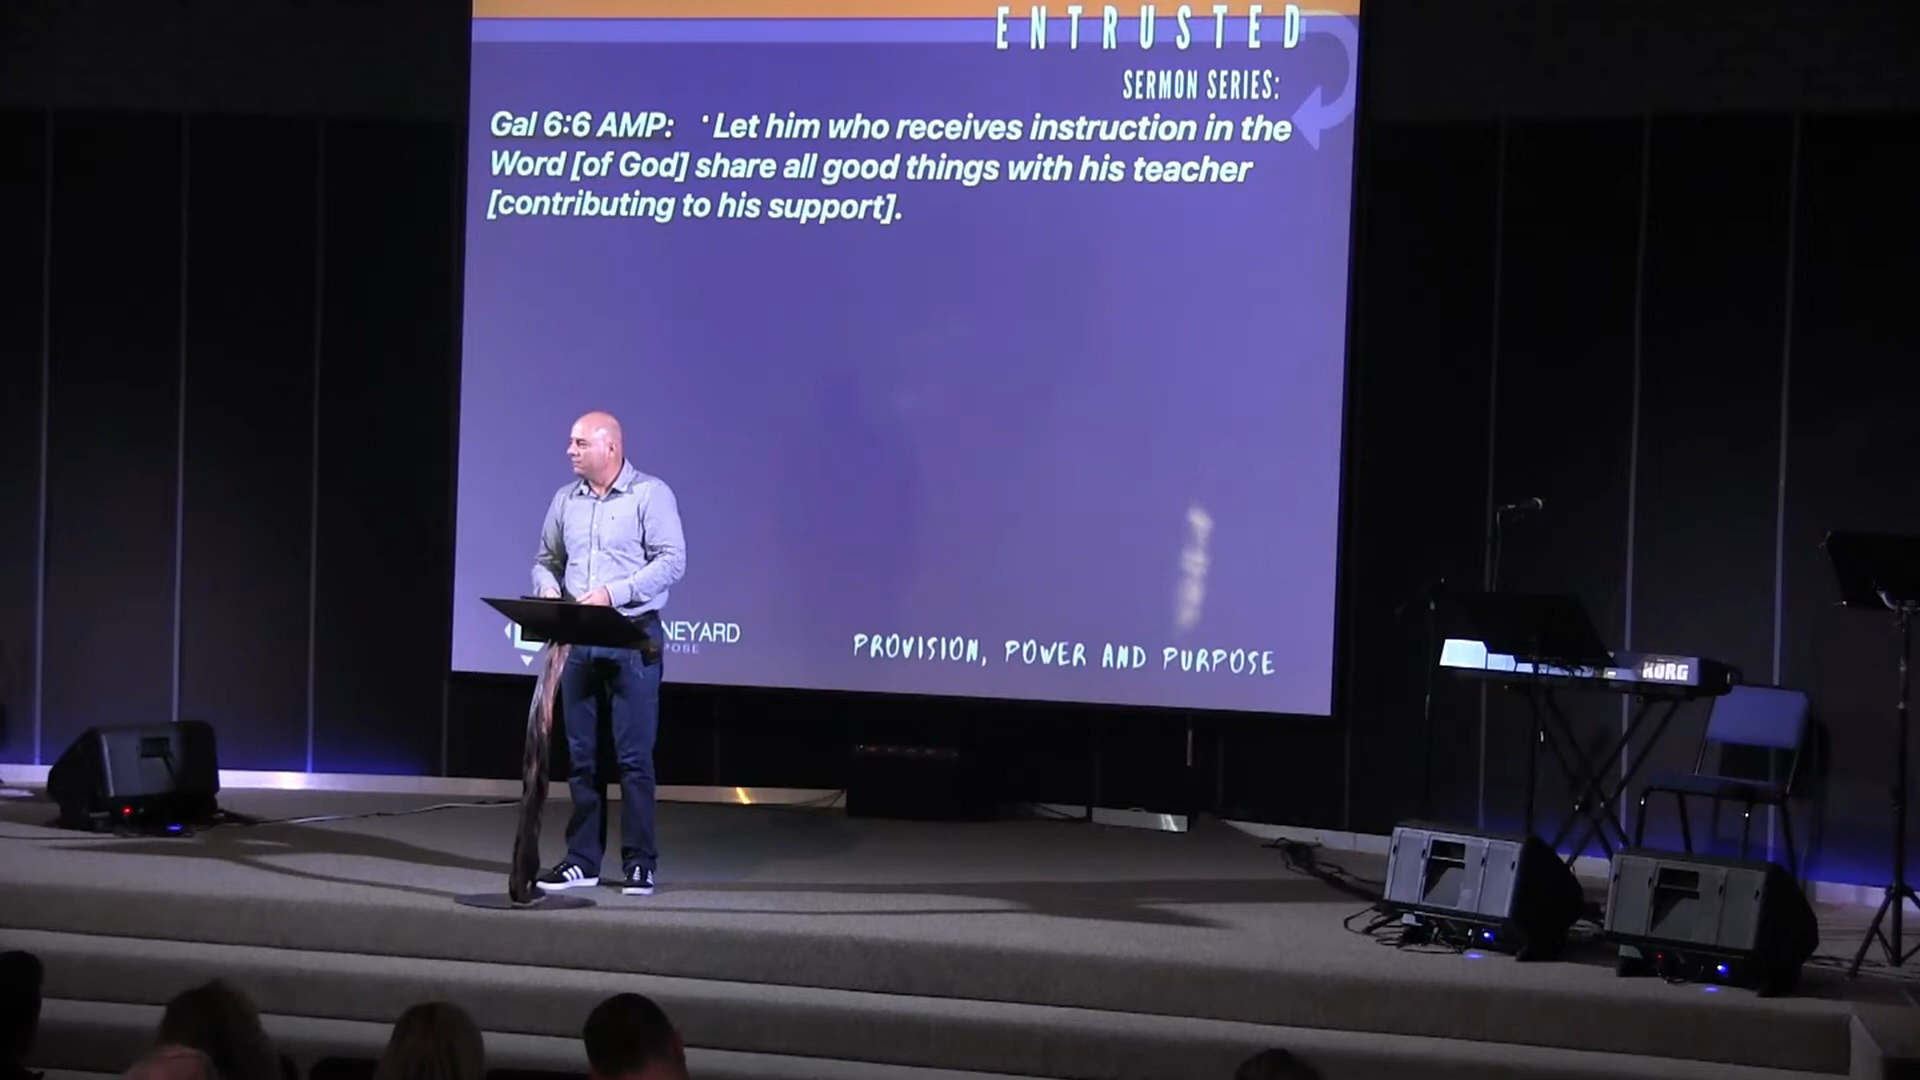 ENTRUSTED
SERMON SERIES:
Gal 6:6 AMP: Let him who receives instruction in the
Word [of God] share all good things with his teacher
[contributing to his support].
NEYARD
POSE
PROVISION, POWER AND PURPOSE
KORG